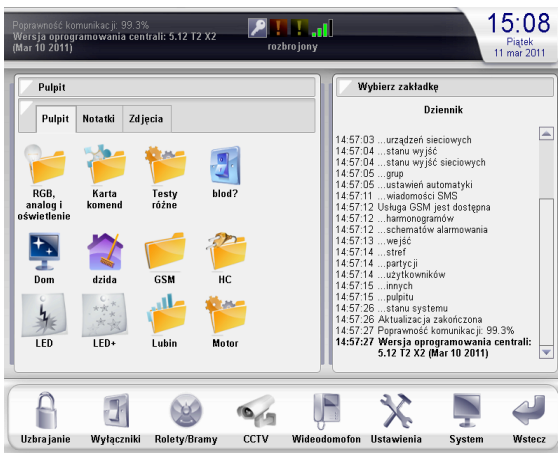 Poprawność komunikacji: 99.3%
Wersja oprogramowania centrali: 5.12 T2 X2
(Mar 10 2011)
rozbrojony
15:08
Piątek
11 mar 2011
Pulpit
Pulpit Notatki Zdjęcia
RGB, analog i oświetlenie
Karta komend
Testy różne
blod?
Dom
dzida
GSM
HC
LED
LED+
Lubin
Motor
Wybierz zakładkę
Dziennik
14:57:03 ...urządzeń sieciowych
14:57:04 ...stanu wyjść
14:57:04 ...stanu wyjść sieciowych
14:57:05 ...grup
14:57:05 ...ustawień automatyki
14:57:11 ...wiadomości SMS
14:57:12 Usługa GSM jest dostępna
14:57:12 ...harmonogramów
14:57:12 ...schematów alarmowania
14:57:13 ...wejść
14:57:14 ...stref
14:57:14 ...partycji
14:57:14 ...użytkowników
14:57:15 ...innych
14:57:15 ...pulpitu
14:57:26 ...stanu systemu
14:57:26 Aktualizacja zakończona
14:57:27 Poprawność komunikacji: 99.3%
14:57:27 Wersja oprogramowania centrali:
5.12 T2 X2 (Mar 10 2011)
Uzbrajanie Wyłączniki Rolety/Bramy CCTV Wideodomofon Ustawienia System Wstecz